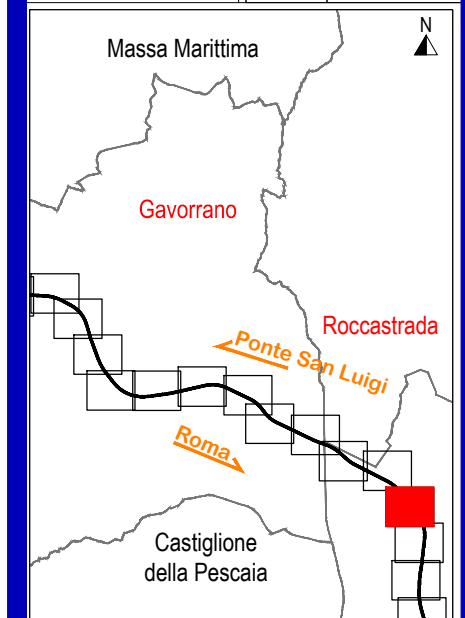 N
Massa Marittima
Gavorrano
Roccastrada
Ponte San Luigi
Roma
Castiglione
della Pescaia